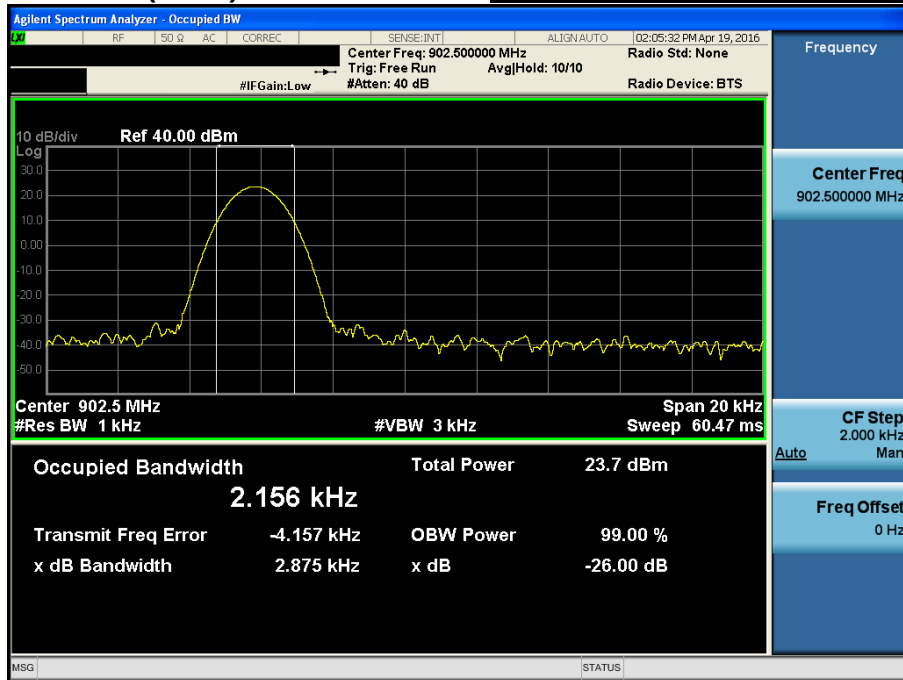 Agilent Spectrum Analyzer - Occupied BW
LXI RF 50 Ω AC CORREC SENSE:INT ALIGNAUTO 02:05:32 PM Apr 19, 2016
Center Freq: 902.500000 MHz Radio Std: None
Trig: Free Run Avg|Hold: 10/10
#IFGain:Low #Atten: 40 dB Radio Device: BTS
10 dB/div Ref 40.00 dBm
Log
30.0
20.0
10.0
0.00
-10.0
-20.0
-30.0
-40.0
-50.0
Center 902.5 MHz Span 20 kHz
#Res BW 1 kHz #VBW 3 kHz Sweep 60.47 ms
Occupied Bandwidth Total Power 23.7 dBm
2.156 kHz
Transmit Freq Error -4.157 kHz OBW Power 99.00 %
x dB Bandwidth 2.875 kHz x dB -26.00 dB
MSG STATUS
Frequency
Center Freq
902.500000 MHz
CF Step
2.000 kHz
Auto Man
Freq Offset
0 Hz